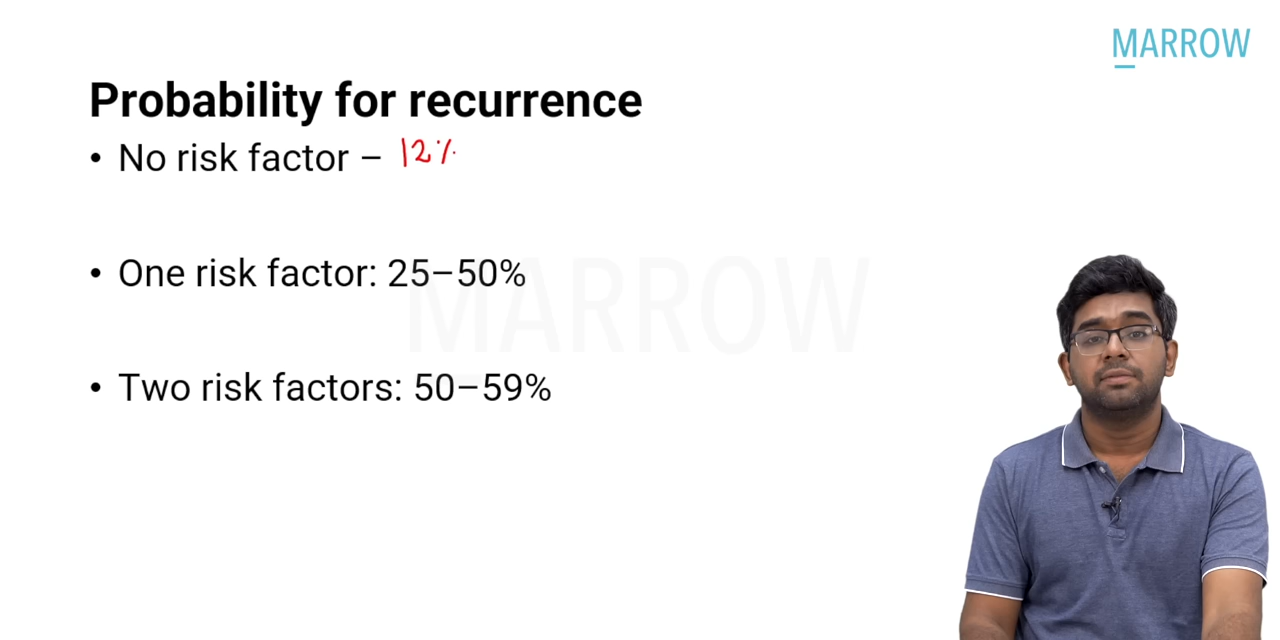 MARROW
Probability for recurrence
• No risk factor – 12%
• One risk factor: 25–50%
MARROW
• Two risk factors: 50–59%